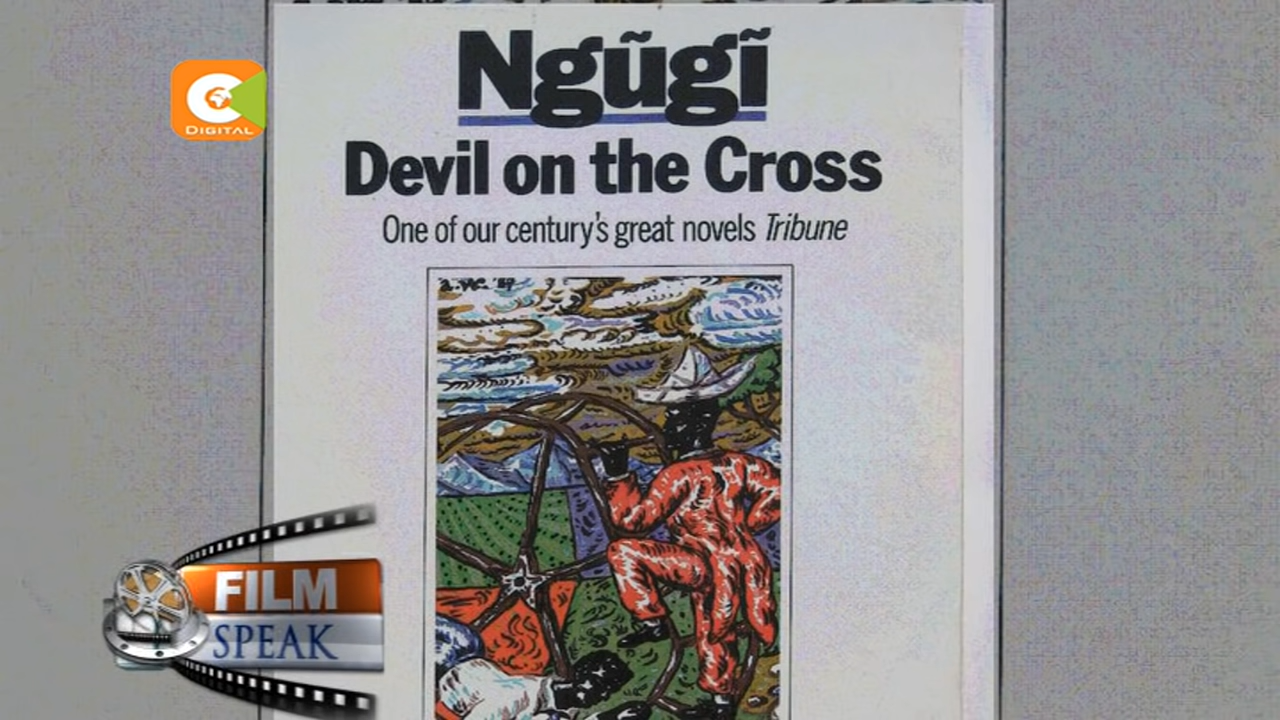 Ngũgĩ
DIGITAL
Devil on the Cross
One of our century's great novels Tribune
FILM
SPEAK